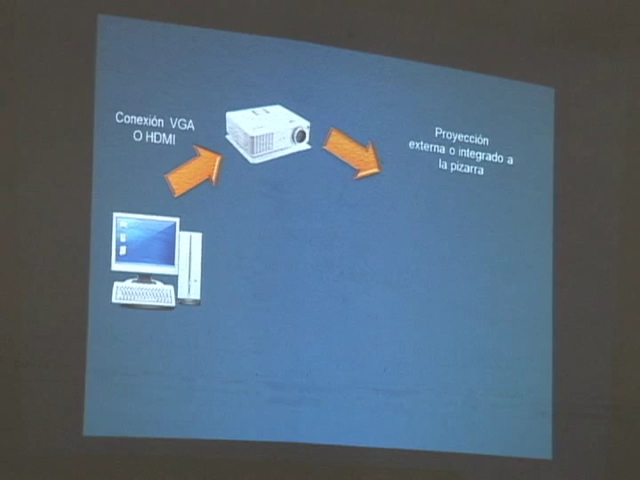 Conexión VGA
O HDMI
Proyección
externa o integrado a
la pizarra